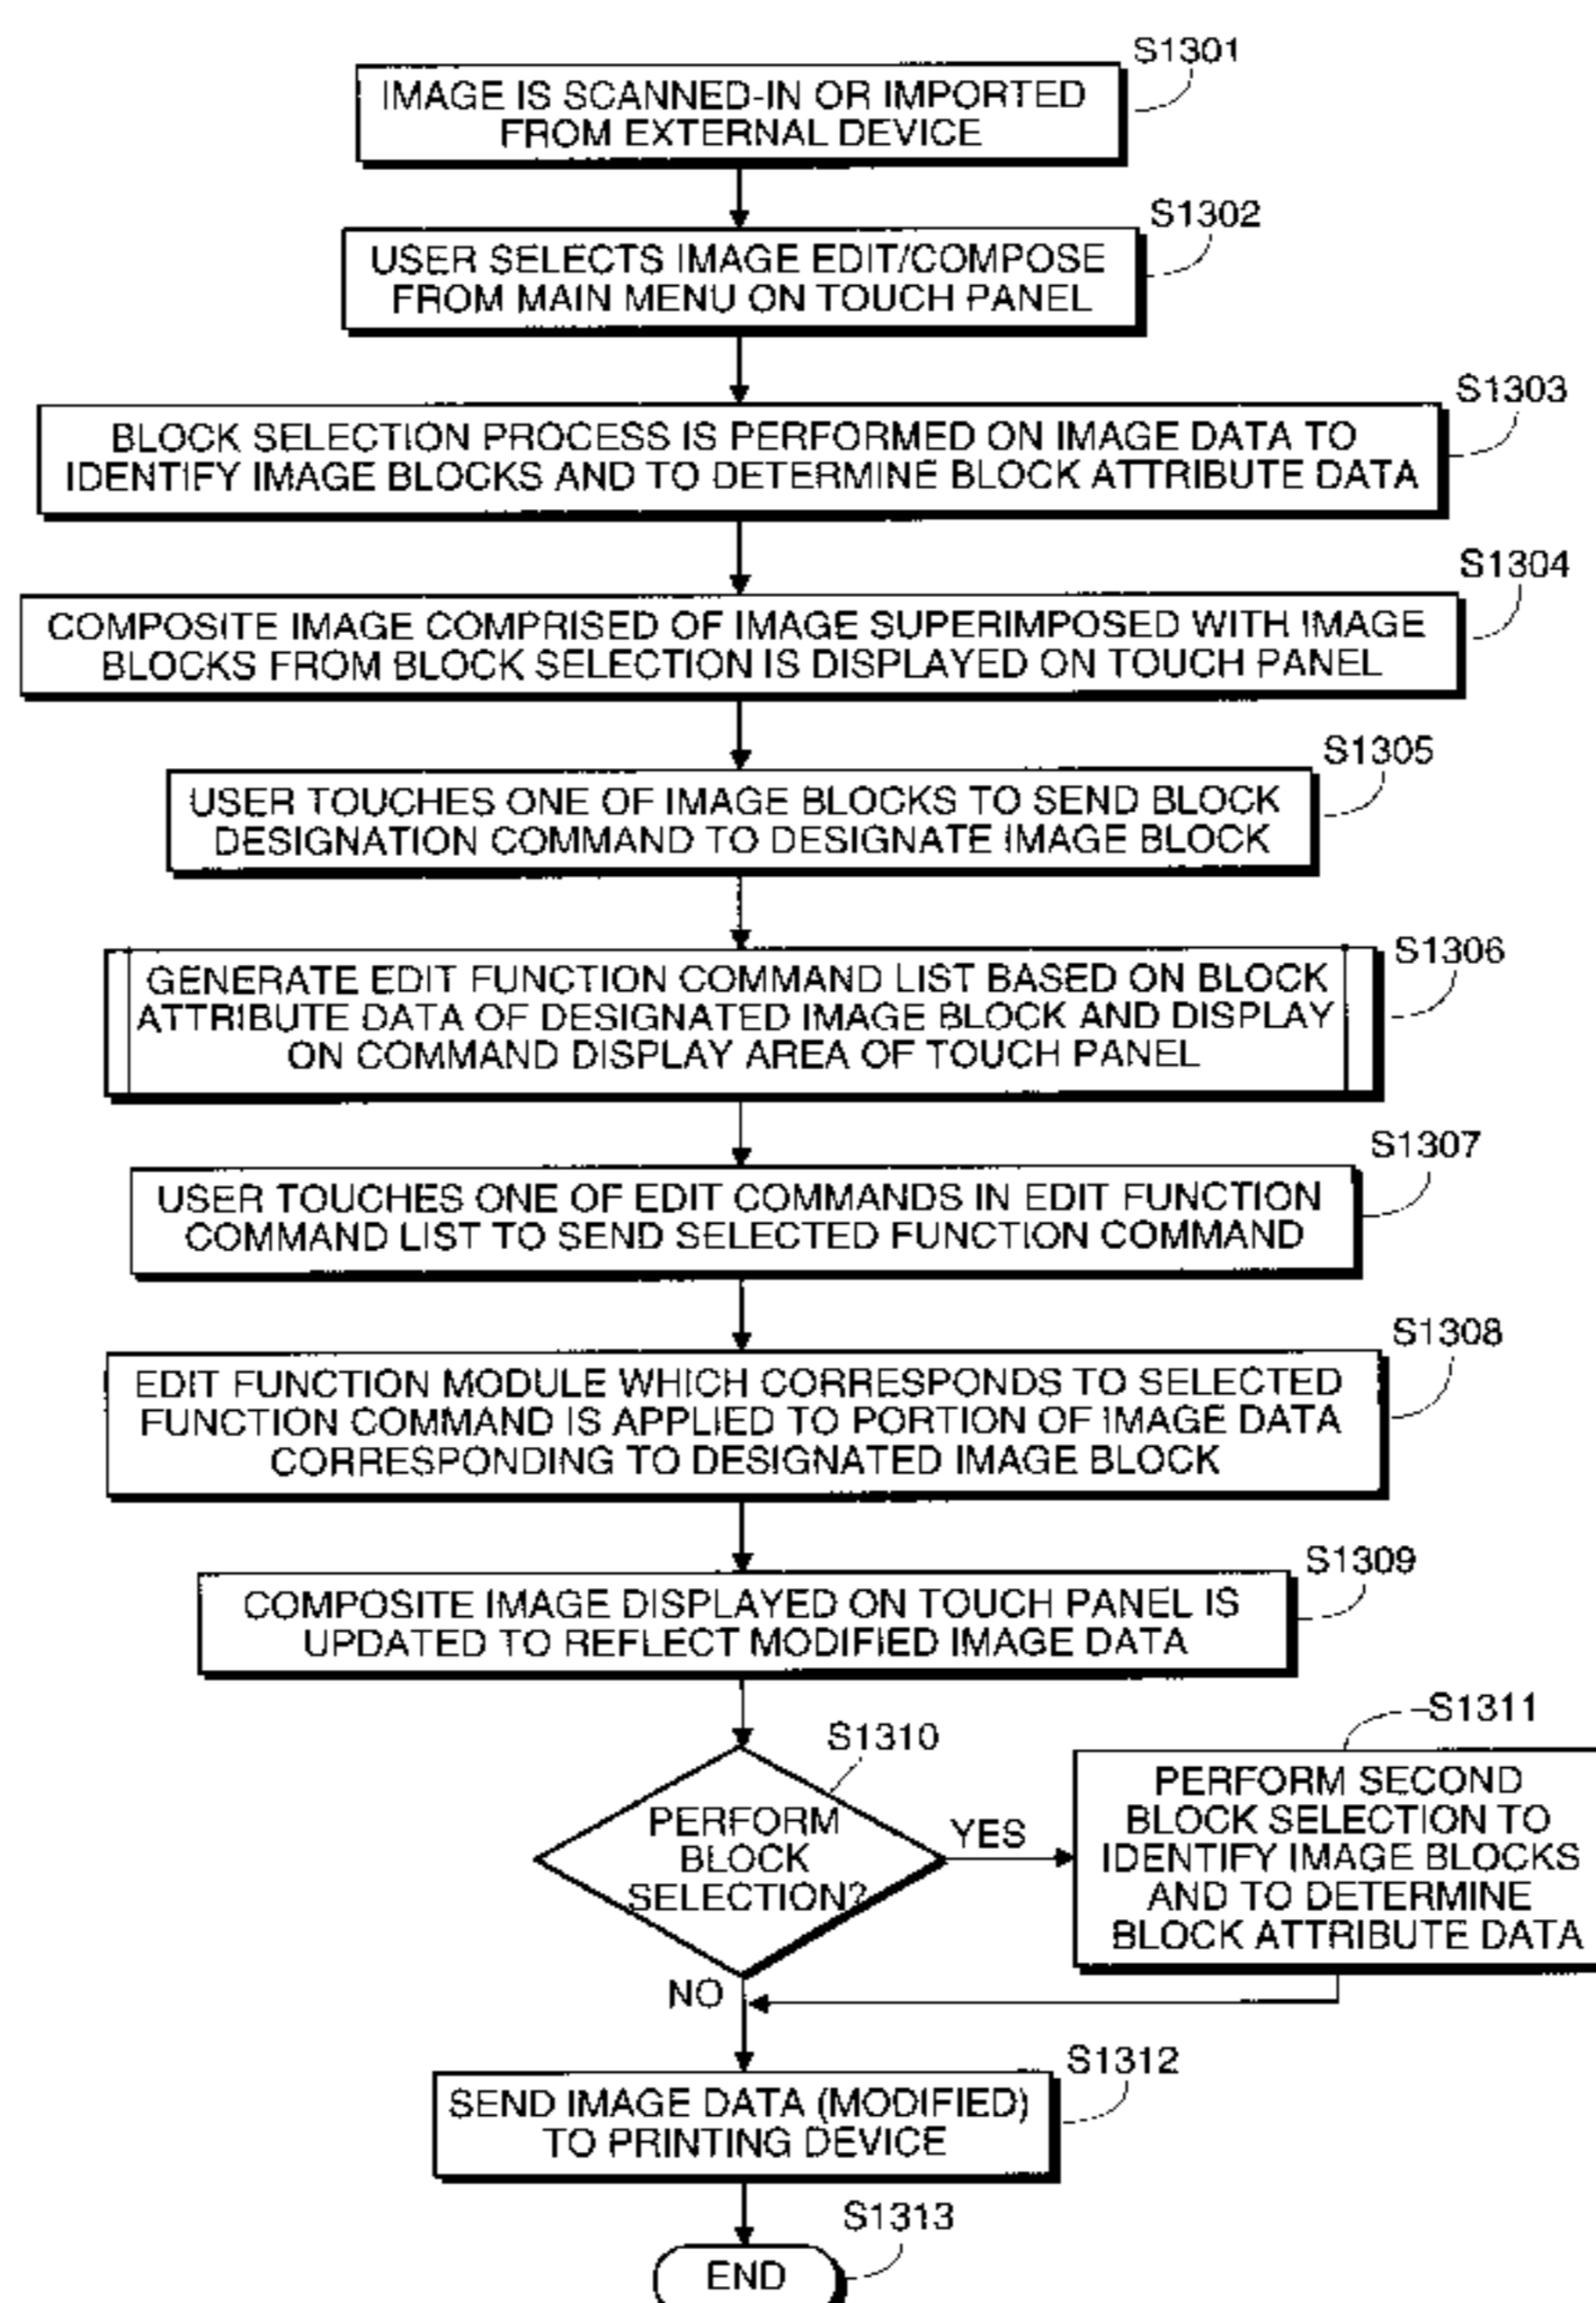 S1301
IMAGE IS SCANNED-IN OR IMPORTED
FROM EXTERNAL DEVICE
S1302
USER SELECTS IMAGE EDIT/COMPOSE
FROM MAIN MENU ON TOUCH PANEL
S1303
BLOCK SELECTION PROCESS IS PERFORMED ON IMAGE DATA TO
IDENTIFY IMAGE BLOCKS AND TO DETERMINE BLOCK ATTRIBUTE DATA
S1304
COMPOSITE IMAGE COMPRISED OF IMAGE SUPERIMPOSED WITH IMAGE
BLOCKS FROM BLOCK SELECTION IS DISPLAYED ON TOUCH PANEL
S1305
USER TOUCHES ONE OF IMAGE BLOCKS TO SEND BLOCK
DESIGNATION COMMAND TO DESIGNATE IMAGE BLOCK
S1306
GENERATE EDIT FUNCTION COMMAND LIST BASED ON BLOCK
ATTRIBUTE DATA OF DESIGNATED IMAGE BLOCK AND DISPLAY
ON COMMAND DISPLAY AREA OF TOUCH PANEL
S1307
USER TOUCHES ONE OF EDIT COMMANDS IN EDIT FUNCTION
COMMAND LIST TO SEND SELECTED FUNCTION COMMAND
S1308
EDIT FUNCTION MODULE WHICH CORRESPONDS TO SELECTED
FUNCTION COMMAND IS APPLIED TO PORTION OF IMAGE DATA
CORRESPONDING TO DESIGNATED IMAGE BLOCK
S1309
COMPOSITE IMAGE DISPLAYED ON TOUCH PANEL IS
UPDATED TO REFLECT MODIFIED IMAGE DATA
S1310
PERFORM
BLOCK
SELECTION?
YES
S1311
PERFORM SECOND
BLOCK SELECTION TO
IDENTIFY IMAGE BLOCKS
AND TO DETERMINE
BLOCK ATTRIBUTE DATA
NO
S1312
SEND IMAGE DATA (MODIFIED)
TO PRINTING DEVICE
S1313
END